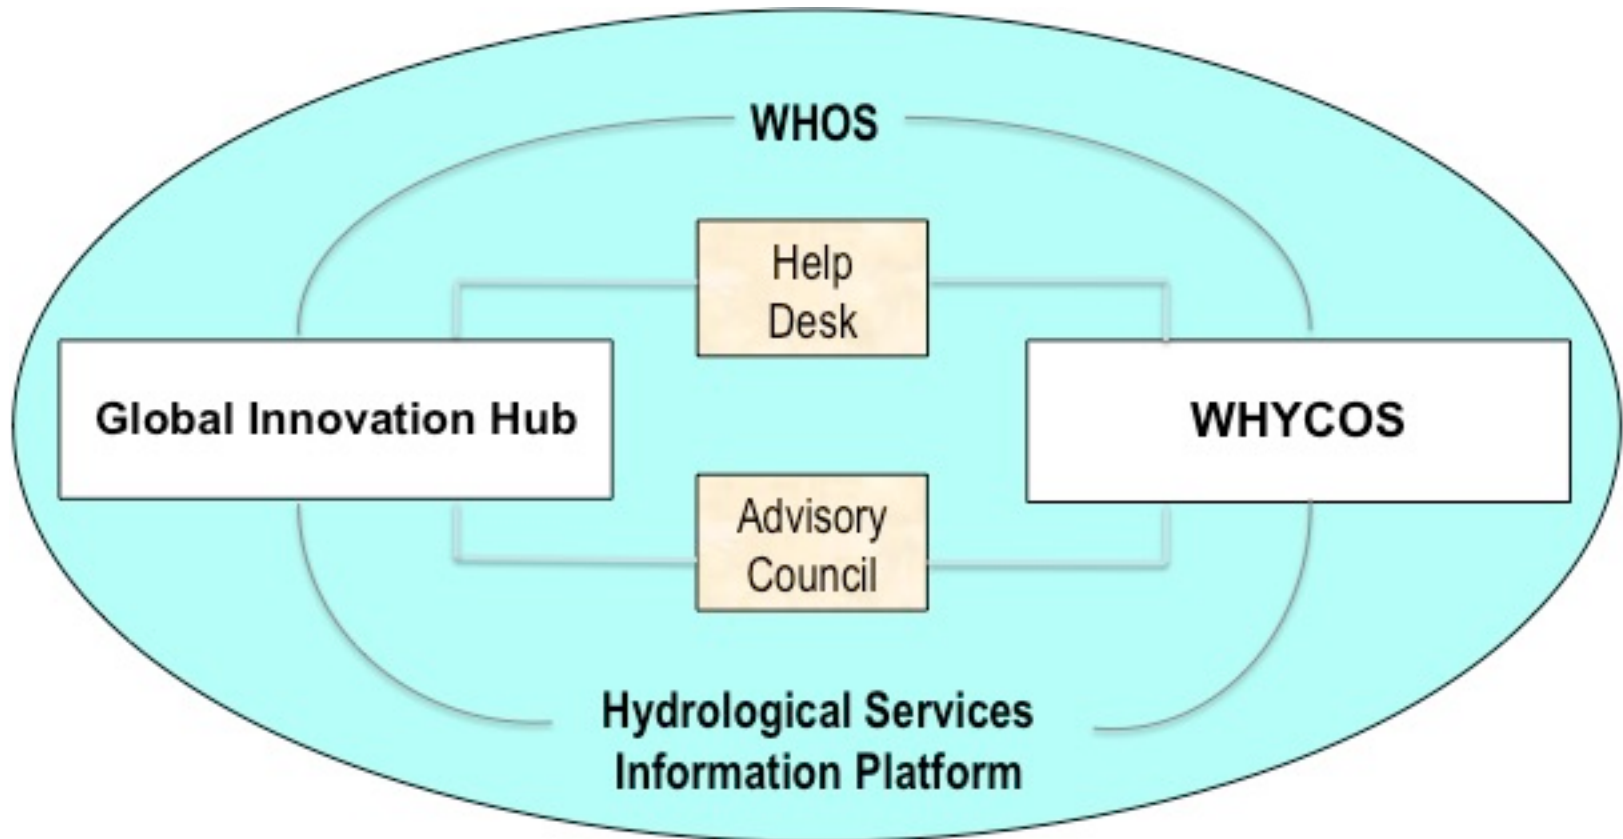 WHOS
Help
Desk
Global Innovation Hub
WHYCOS
Advisory
Council
Hydrological Services
Information Platform